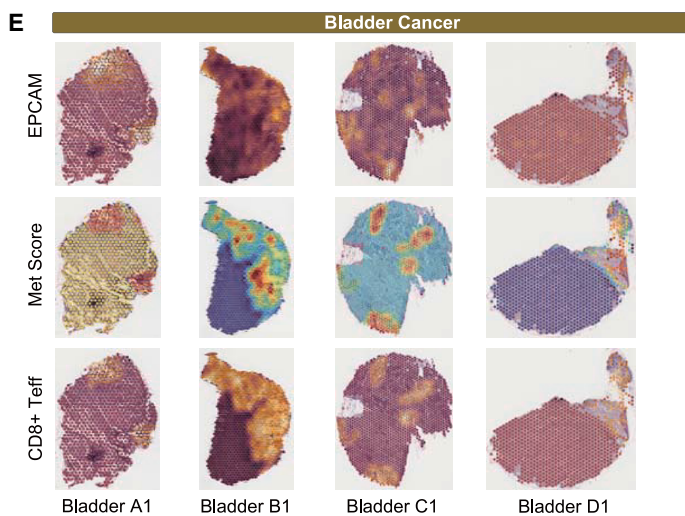 E
Bladder Cancer
EPCAM
Met Score
CD8+ Teff
Bladder A1
Bladder B1
Bladder C1
Bladder D1